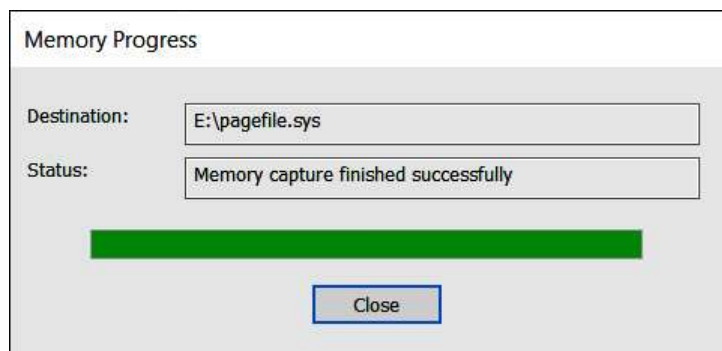 Memory Progress
Destination: E:\pagefile.sys
Status: Memory capture finished successfully
Close